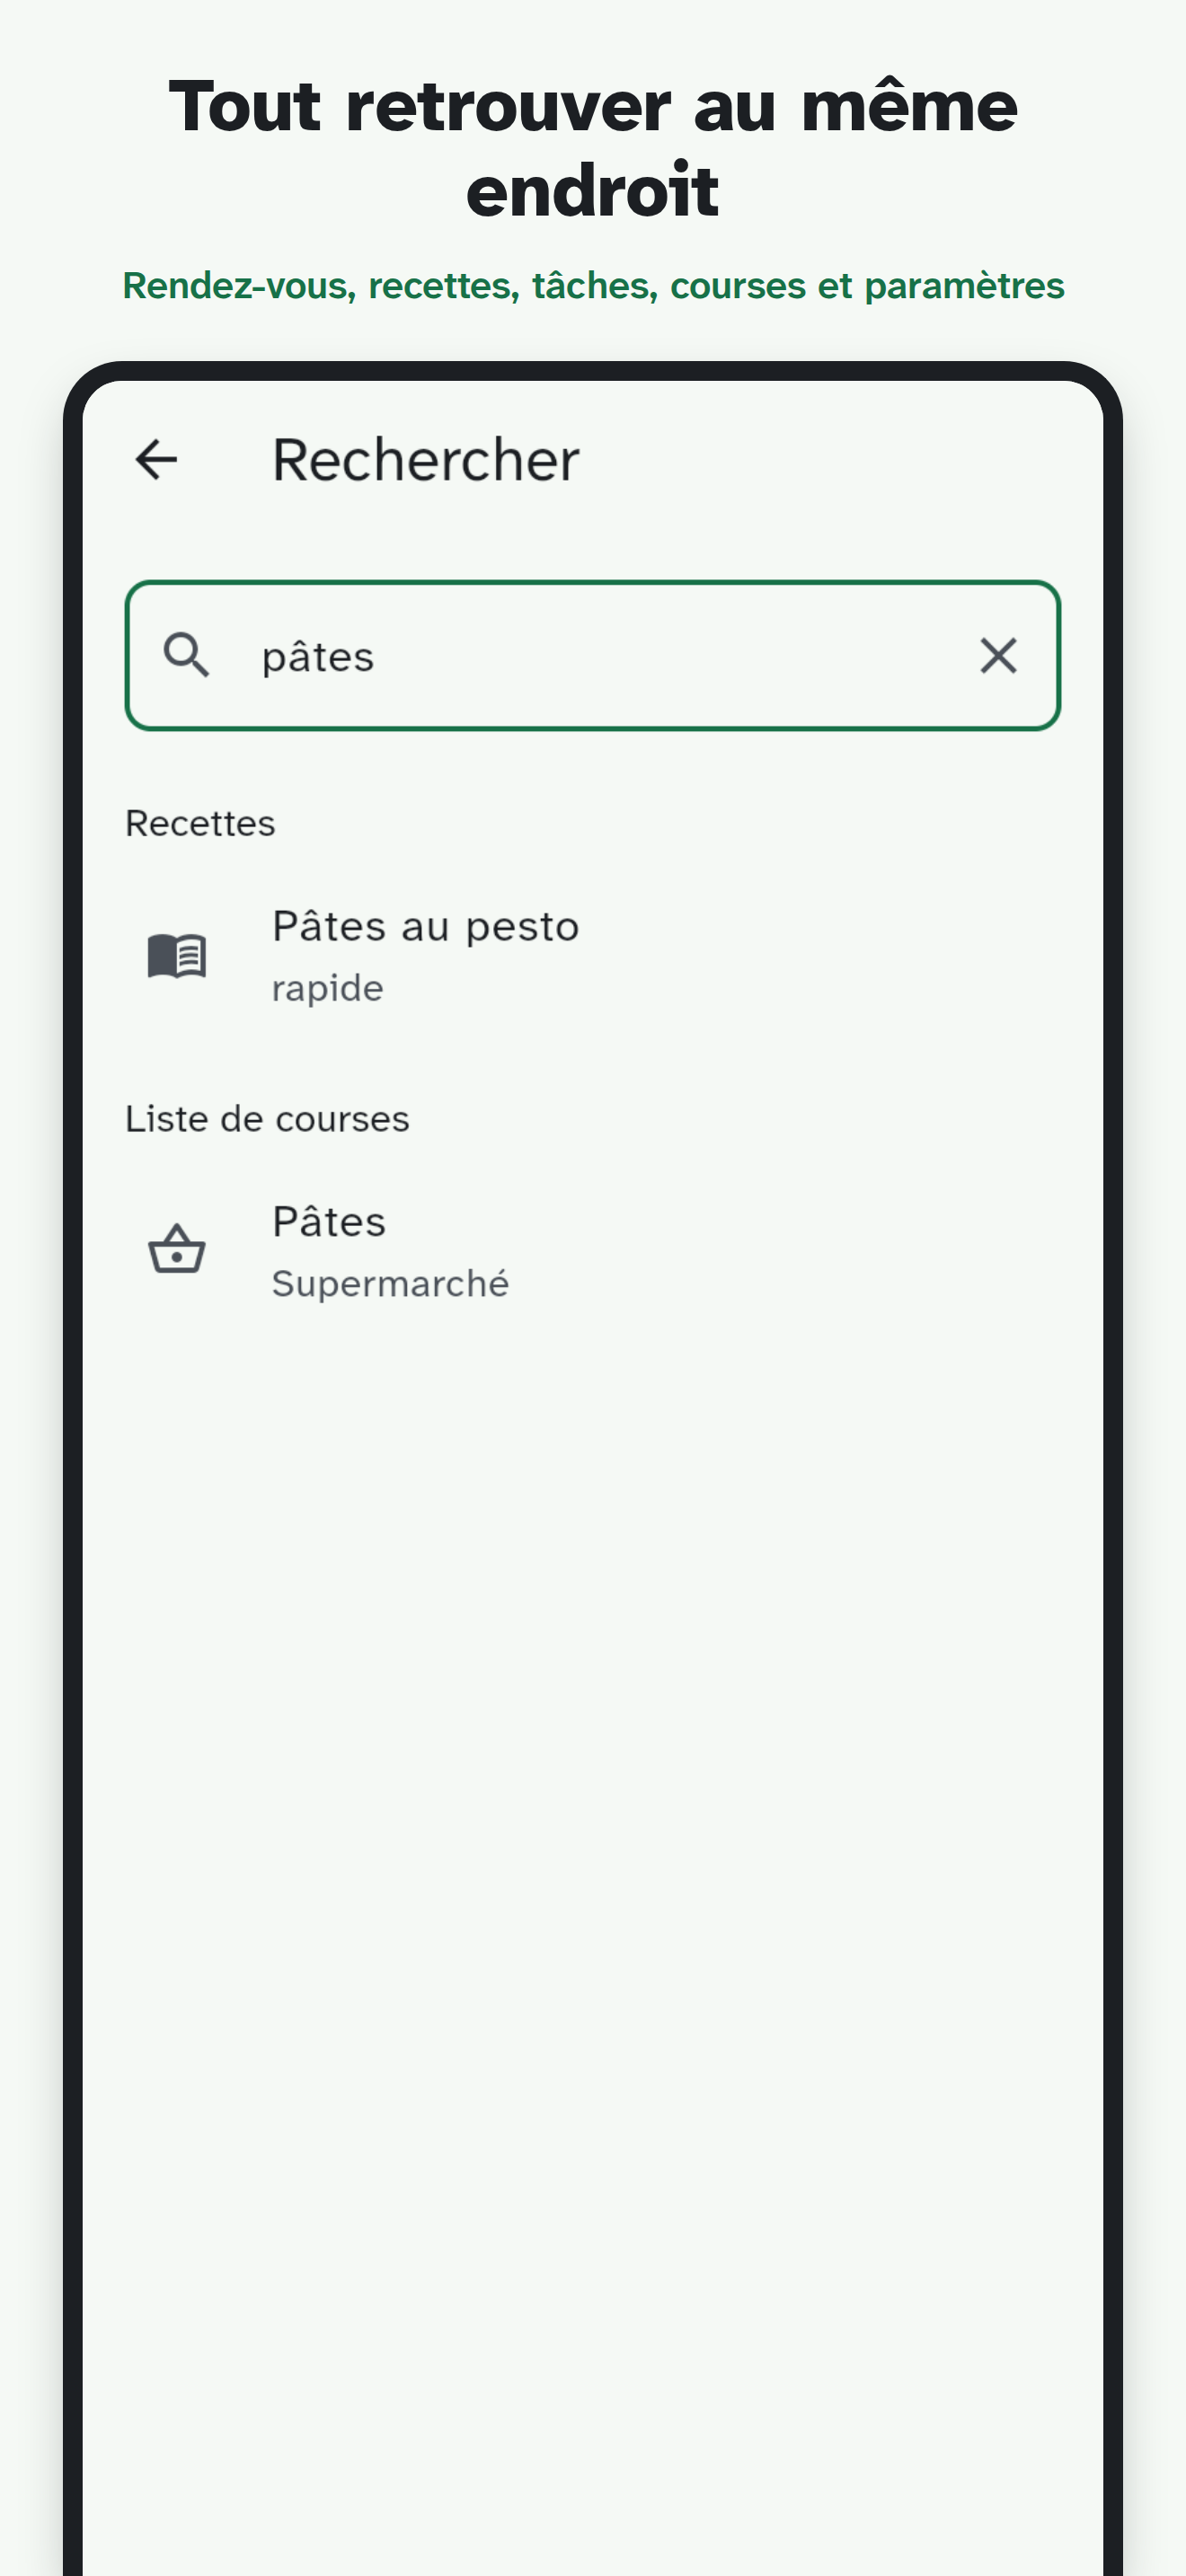 Tout retrouver au même
endroit
Rendez-vous, recettes, tâches, courses et paramètres
Rechercher
pâtes
Recettes
Pâtes au pesto
rapide
Liste de courses
Pâtes
Supermarché